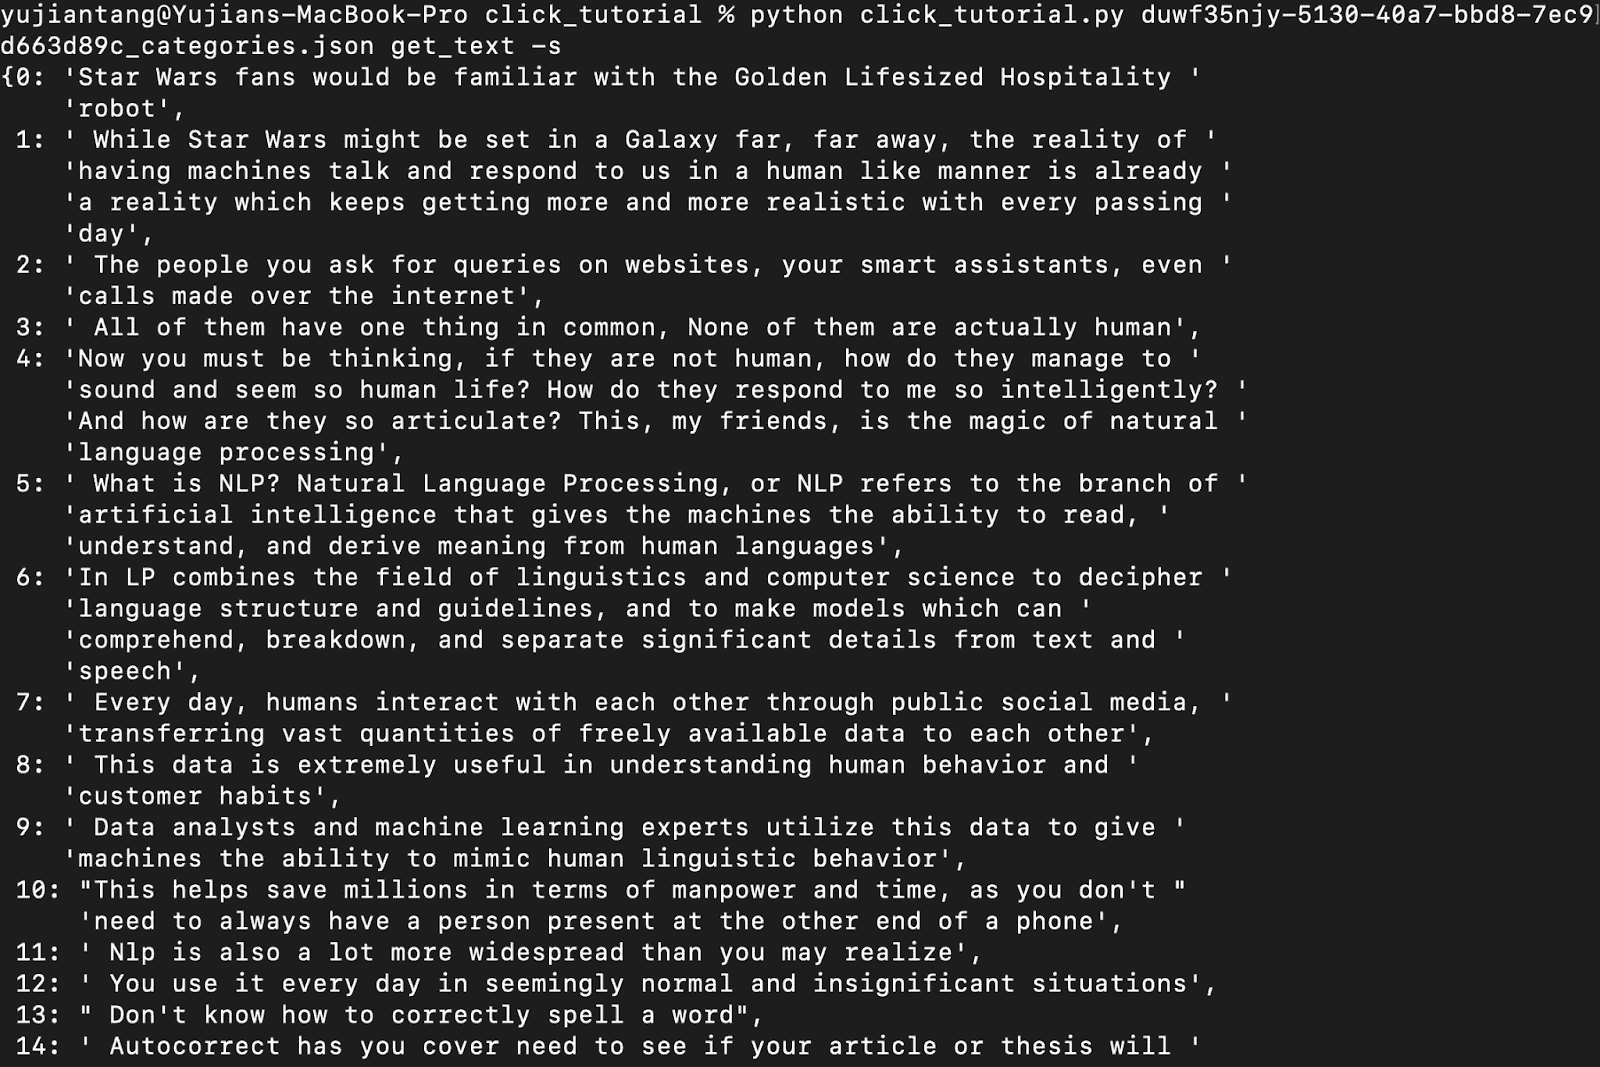 yujiantang@Yujians-MacBook-Pro click_tutorial % python click_tutorial.py duwf35njy-5130-40a7-bbd8-7ec9
d663d89c_categories.json get_text -s
{0: 'Star Wars fans would be familiar with the Golden Lifesized Hospitality '
'robot',
1: ' While Star Wars might be set in a Galaxy far, far away, the reality of '
'having machines talk and respond to us in a human like manner is already '
'a reality which keeps getting more and more realistic with every passing '
'day',
2: ' The people you ask for queries on websites, your smart assistants, even '
'calls made over the internet',
3: ' All of them have one thing in common, None of them are actually human',
4: 'Now you must be thinking, if they are not human, how do they manage to '
'sound and seem so human life? How do they respond to me so intelligently? '
'And how are they so articulate? This, my friends, is the magic of natural '
'language processing',
5: ' What is NLP? Natural Language Processing, or NLP refers to the branch of '
'artificial intelligence that gives the machines the ability to read, '
'understand, and derive meaning from human languages',
6: 'In LP combines the field of linguistics and computer science to decipher '
'language structure and guidelines, and to make models which can '
'comprehend, breakdown, and separate significant details from text and '
'speech',
7: ' Every day, humans interact with each other through public social media, '
'transferring vast quantities of freely available data to each other',
8: ' This data is extremely useful in understanding human behavior and '
'customer habits',
9: ' Data analysts and machine learning experts utilize this data to give '
'machines the ability to mimic human linguistic behavior',
10: "This helps save millions in terms of manpower and time, as you don't "
'need to always have a person present at the other end of a phone',
11: ' Nlp is also a lot more widespread than you may realize',
12: ' You use it every day in seemingly normal and insignificant situations',
13: " Don't know how to correctly spell a word",
14: ' Autocorrect has you cover need to see if your article or thesis will '